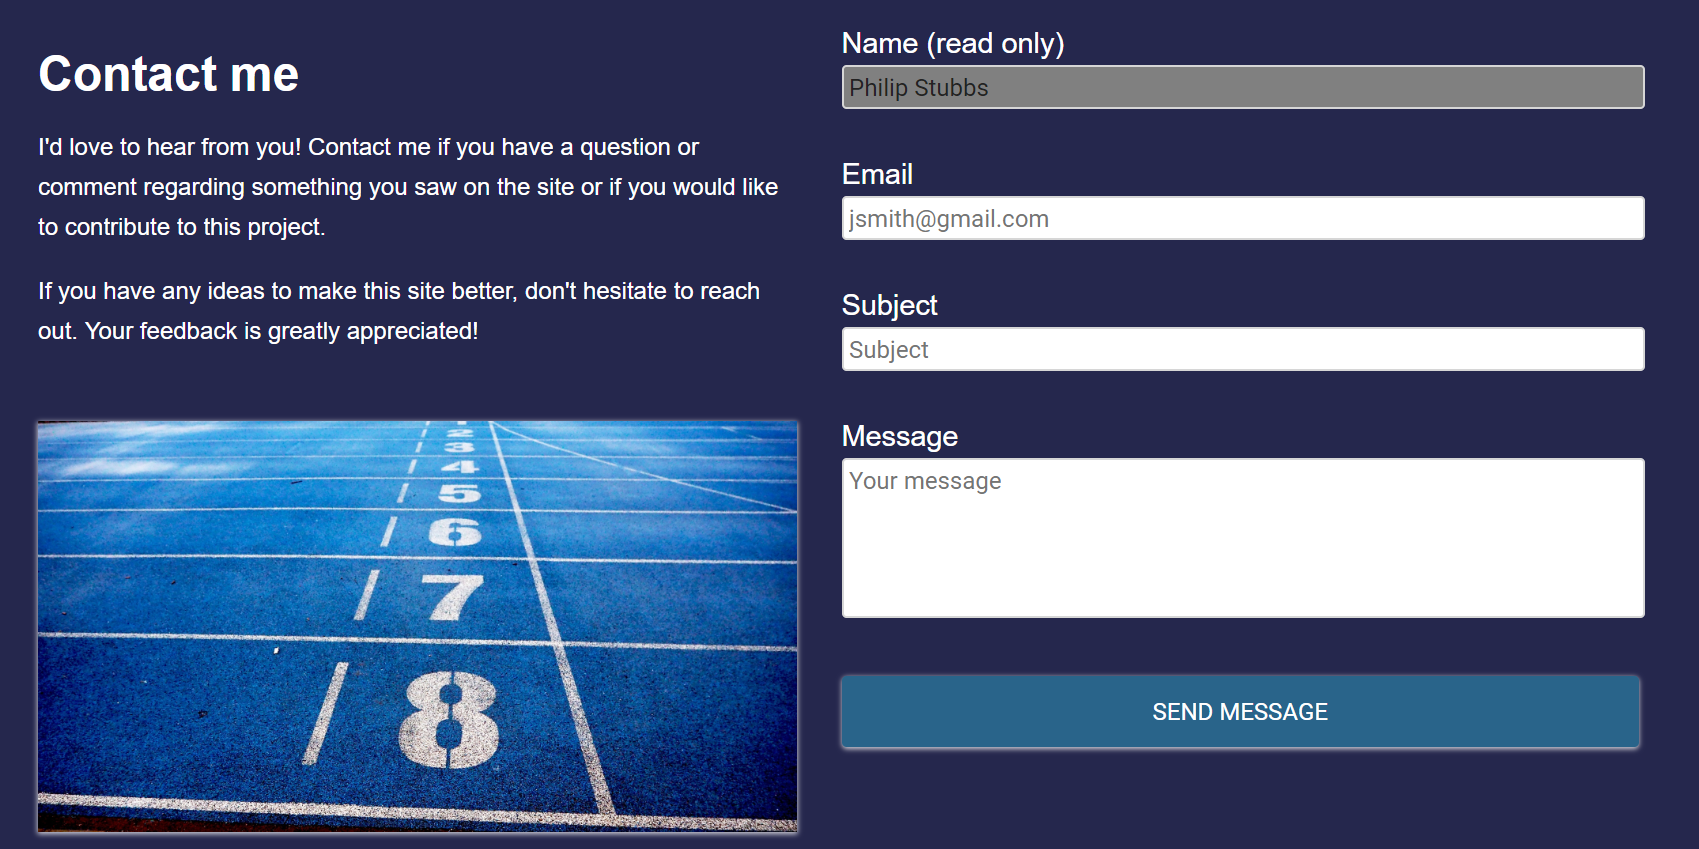 Contact me
I'd love to hear from you! Contact me if you have a question or
comment regarding something you saw on the site or if you would like
to contribute to this project.
If you have any ideas to make this site better, don't hesitate to reach
out. Your feedback is greatly appreciated!
2
3
4
5
6
7
8
Name (read only)
Philip Stubbs
Email
jsmith@gmail.com
Subject
Subject
Message
Your message
SEND MESSAGE